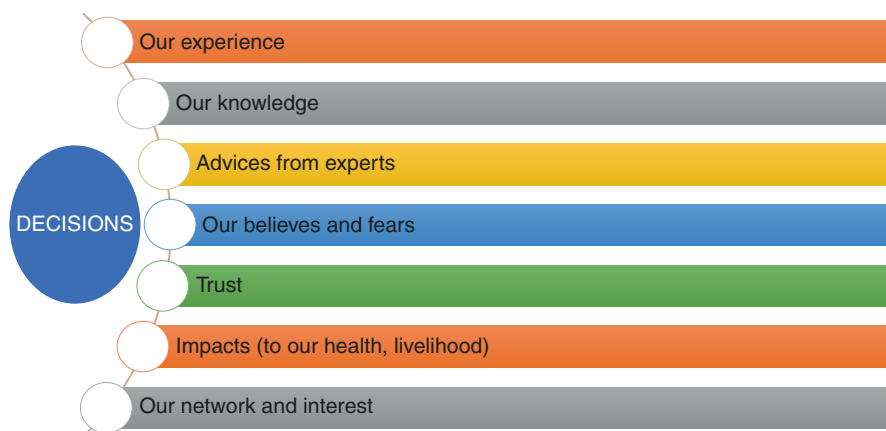 Our experience
Our knowledge
Advices from experts
DECISIONS
Our believes and fears
Trust
Impacts (to our health, livelihood)
Our network and interest